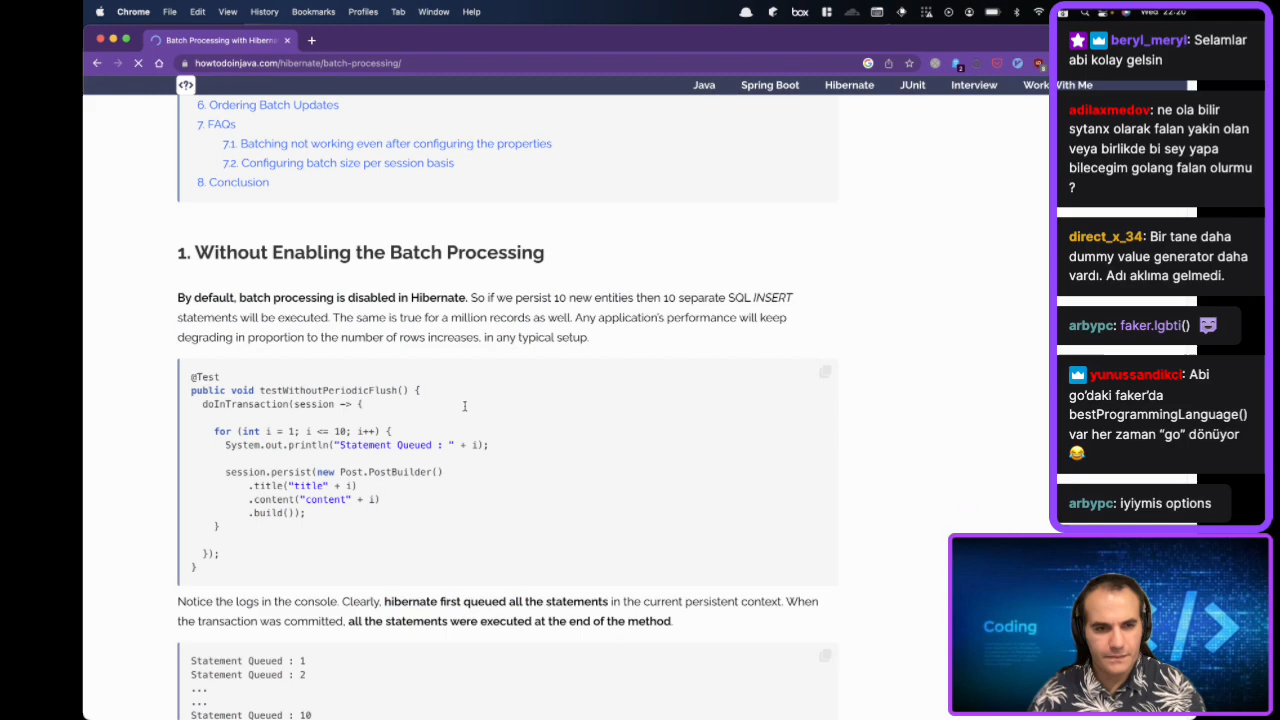 Chrome File Edit View History Bookmarks Profiles Tab Window Help
box
Wed 22:20
Batch Processing with Hiberna
howtodoinjava.com/hibernate/batch-processing/
<?> Java Spring Boot Hibernate JUnit Interview Work With Me
6. Ordering Batch Updates
7. FAQs
7.1. Batching not working even after configuring the properties
7.2. Configuring batch size per session basis
8. Conclusion
1. Without Enabling the Batch Processing
By default, batch processing is disabled in Hibernate. So if we persist 10 new entities then 10 separate SQL INSERT
statements will be executed. The same is true for a million records as well. Any application's performance will keep
degrading in proportion to the number of rows increases, in any typical setup.
@Test
public void testWithoutPeriodicFlush() {
doInTransaction(session -> {
for (int i = 1; i <= 10; i++) {
System.out.println("Statement Queued : " + i);
session.persist(new Post.PostBuilder()
.title("title" + i)
.content("content" + i)
.build());
}
});
}
Notice the logs in the console. Clearly, hibernate first queued all the statements in the current persistent context. When
the transaction was committed, all the statements were executed at the end of the method.
Statement Queued : 1
Statement Queued : 2
...
...
Statement Queued : 10
beryl_meryl: Selamlar
abi kolay gelsin
adilaxmedov: ne ola bilir
sytanx olarak falan yakin olan
veya birlikde bi sey yapa
bilecegim golang falan olurmu
?
direct_x_34: Bir tane daha
dummy value generator daha
vardı. Adı aklıma gelmedi.
arbypc: faker.lgbti()
yunussandikci: Abi
go'daki faker'da
bestProgrammingLanguage()
var her zaman "go" dönüyor
😂
arbypc: iyiymis options
Coding